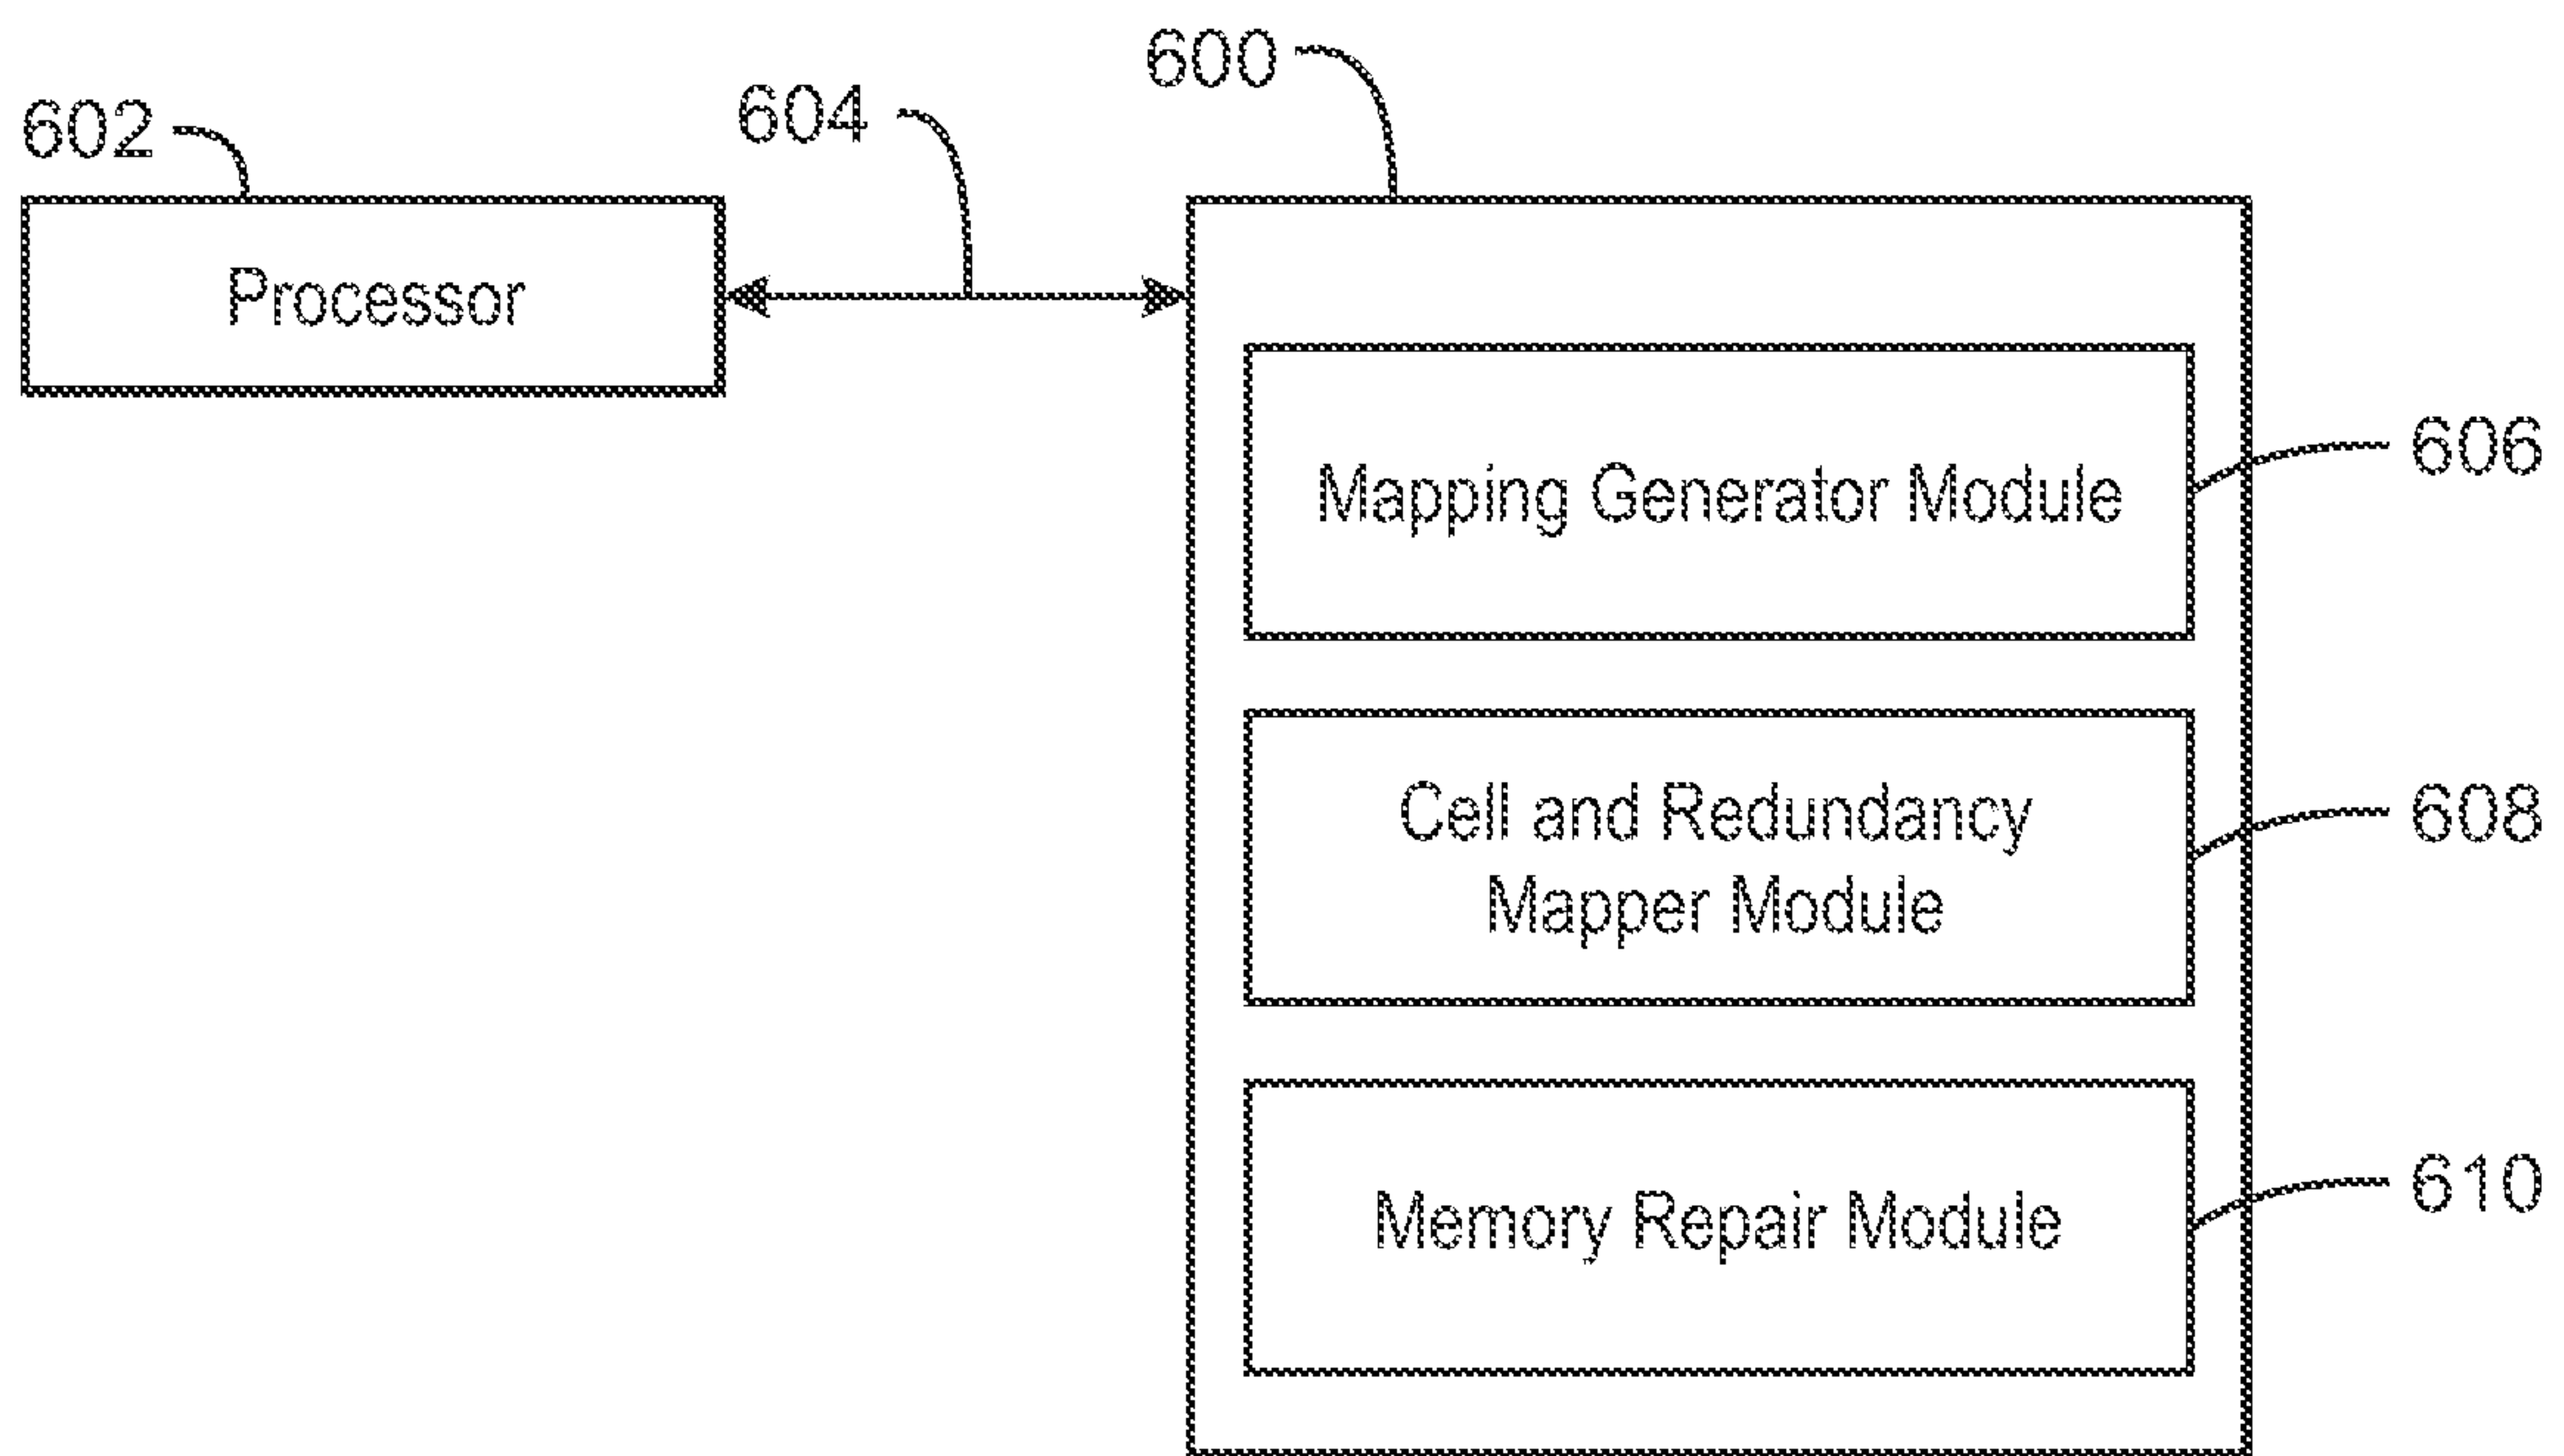 600
604
602
Processor
Mapping Generator Module
606
Cell and Redundancy
Mapper Module
608
Memory Repair Module
610